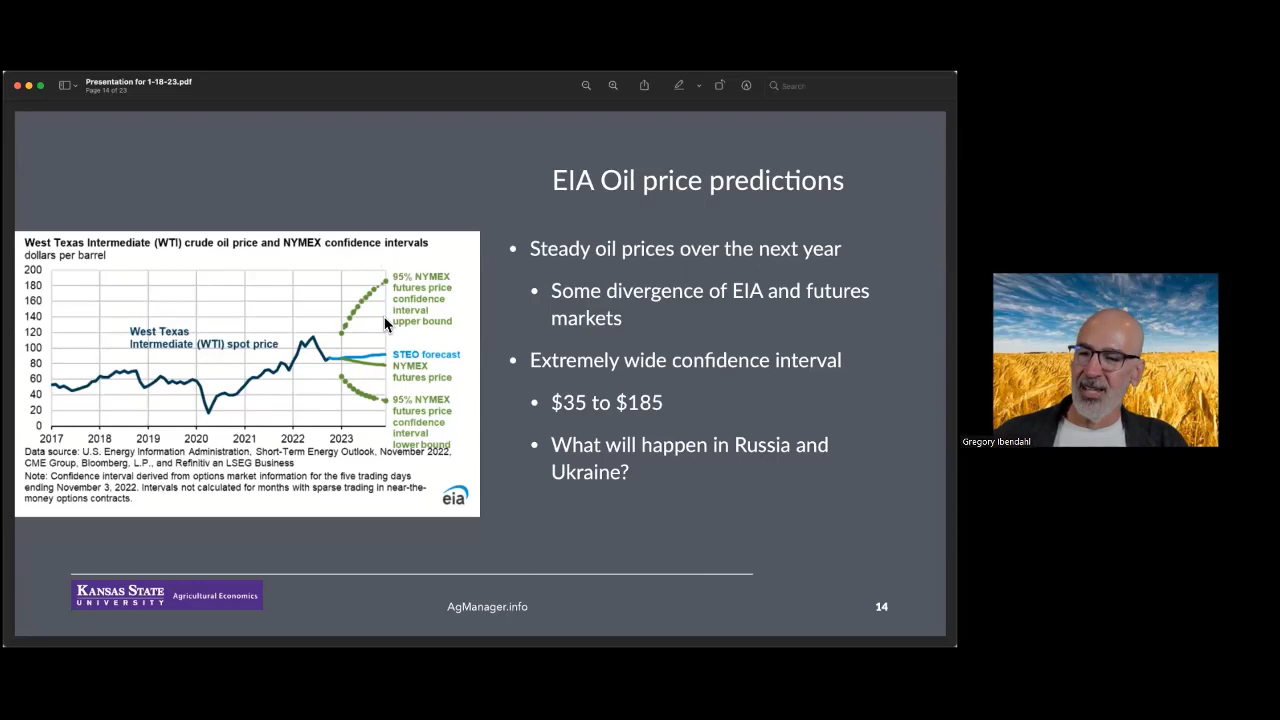 Presentation for 1-18-23.pdf
Page 14 of 23
Search
EIA Oil price predictions
West Texas Intermediate (WTI) crude oil price and NYMEX confidence intervals
dollars per barrel
200
180
160
140
120
100
80
60
40
20
0
2017 2018 2019 2020 2021 2022 2023
West Texas
Intermediate (WTI) spot price
95% NYMEX
futures price
confidence
interval
upper bound
STEO forecast
NYMEX
futures price
95% NYMEX
futures price
confidence
interval
lower bound
Data source: U.S. Energy Information Administration, Short-Term Energy Outlook, November 2022,
CME Group, Bloomberg, L.P., and Refinitiv an LSEG Business
Note: Confidence interval derived from options market information for the five trading days
ending November 3, 2022. Intervals not calculated for months with sparse trading in near-the-
money options contracts.
eia
• Steady oil prices over the next year
• Some divergence of EIA and futures
markets
• Extremely wide confidence interval
• $35 to $185
• What will happen in Russia and
Ukraine?
Gregory Ibendahl
KANSAS STATE
UNIVERSITY
Agricultural Economics
AgManager.info
14